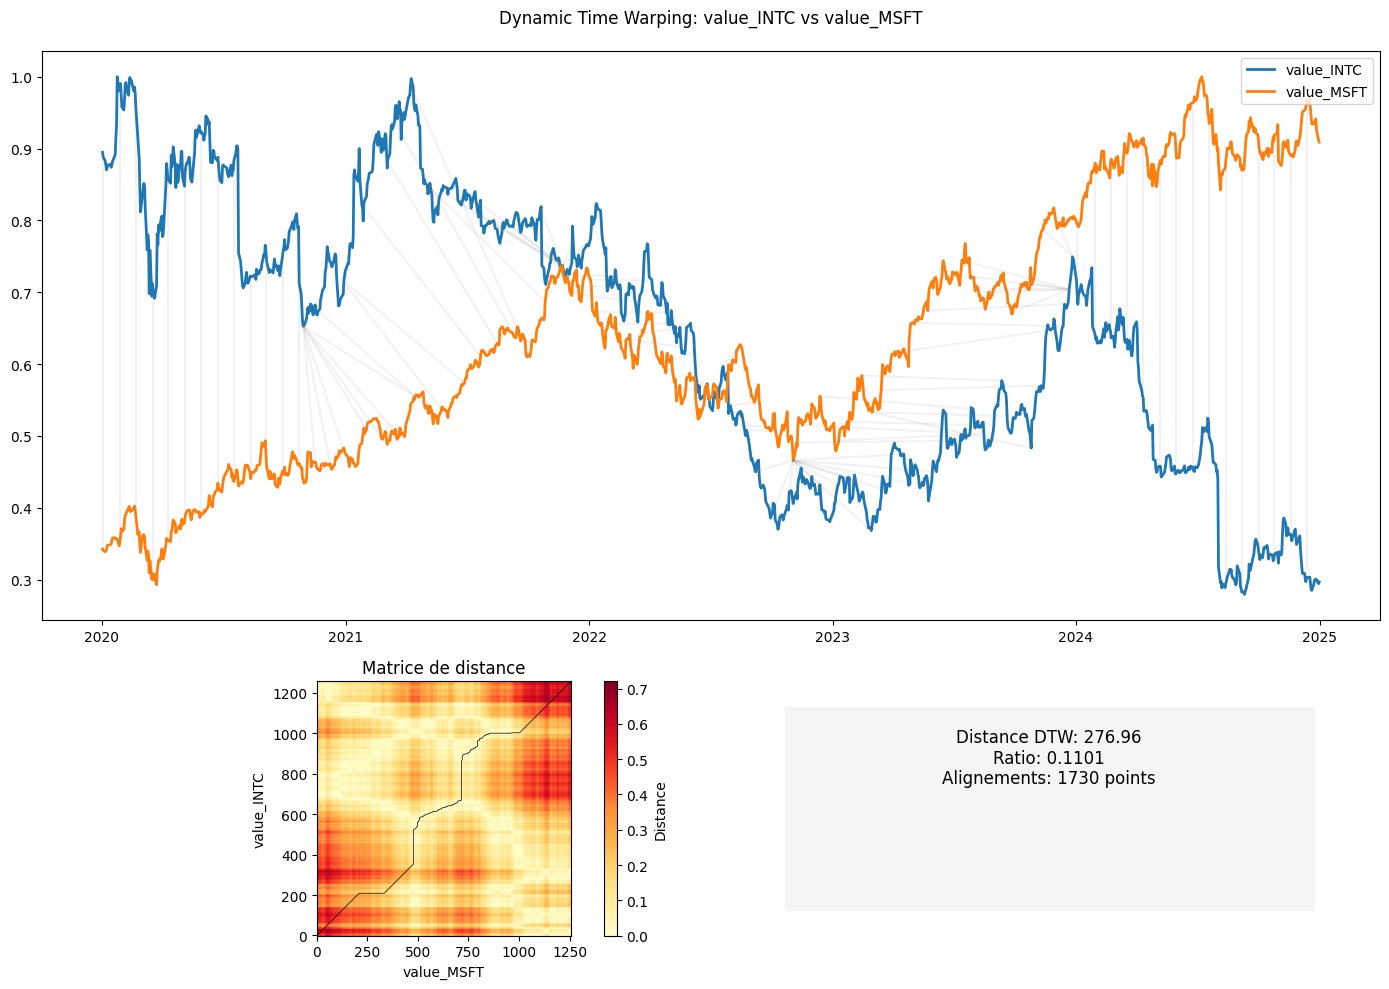 Dynamic Time Warping: value_INTC vs value_MSFT
value_INTC
value_MSFT
1.0
0.9
0.8
0.7
0.6
0.5
0.4
0.3
2020 2021 2022 2023 2024 2025
Matrice de distance
value_INTC
1200
1000
800
600
400
200
0
0 250 500 750 1000 1250
value_MSFT
0.7
0.6
0.5
0.4
0.3
0.2
0.1
0.0
Distance
Distance DTW: 276.96
Ratio: 0.1101
Alignements: 1730 points